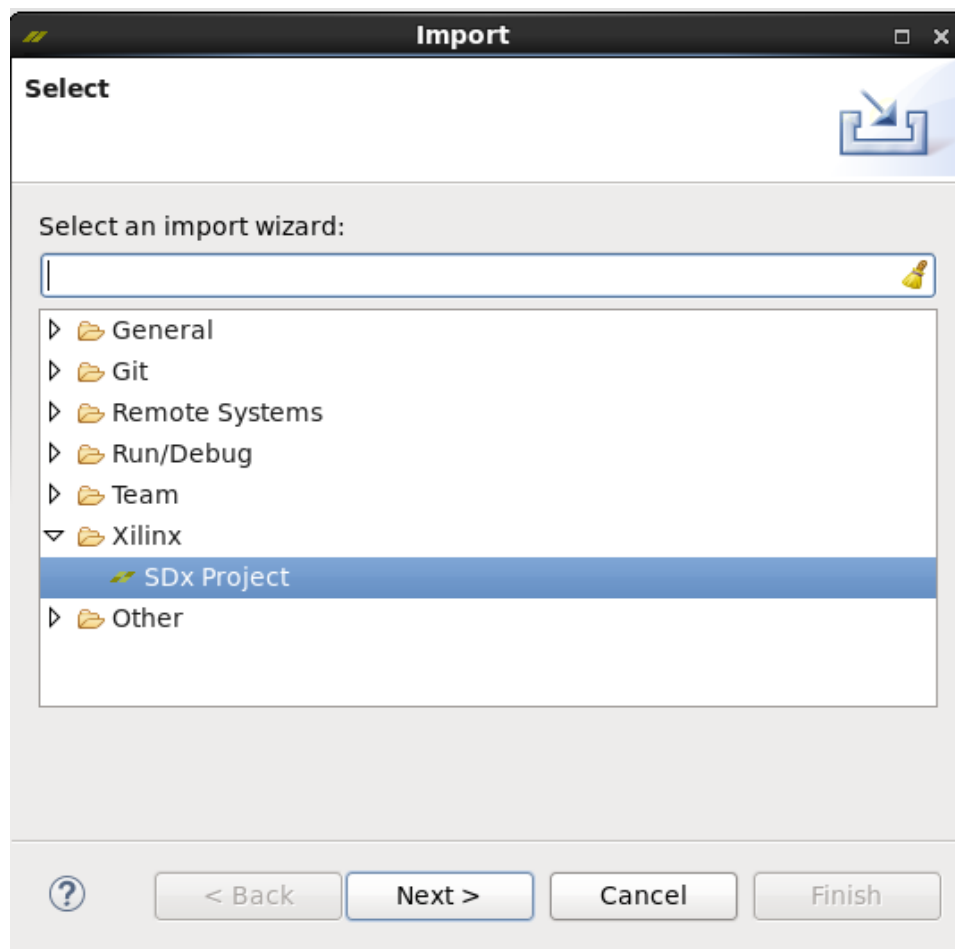 Import
Select
Select an import wizard:
General
Git
Remote Systems
Run/Debug
Team
Xilinx
SDx Project
Other
? < Back Next > Cancel Finish